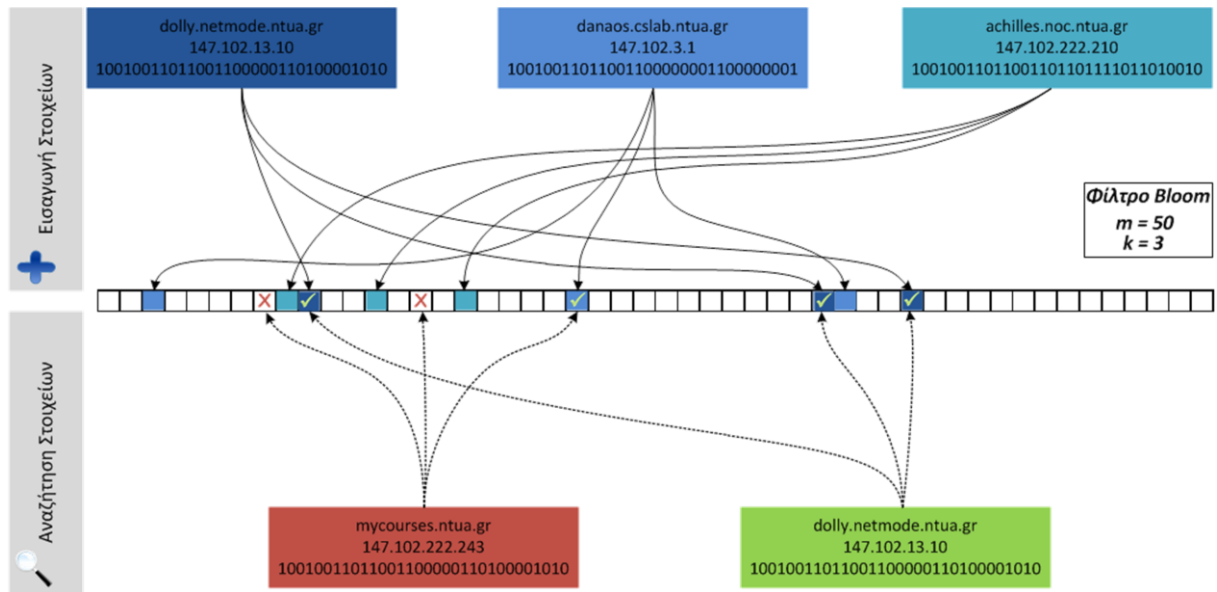 dolly.netmode.ntua.gr
147.102.13.10
10010011011001100000110100001010
danaos.cslab.ntua.gr
147.102.3.1
10010011011001100000001100000001
achilles.noc.ntua.gr
147.102.222.210
10010011011001101101111011010010
Εισαγωγή Στοιχείων
Φίλτρο Bloom
m = 50
k = 3
Αναζήτηση Στοιχείων
mycourses.ntua.gr
147.102.222.243
10010011011001100000110100001010
dolly.netmode.ntua.gr
147.102.13.10
10010011011001100000110100001010